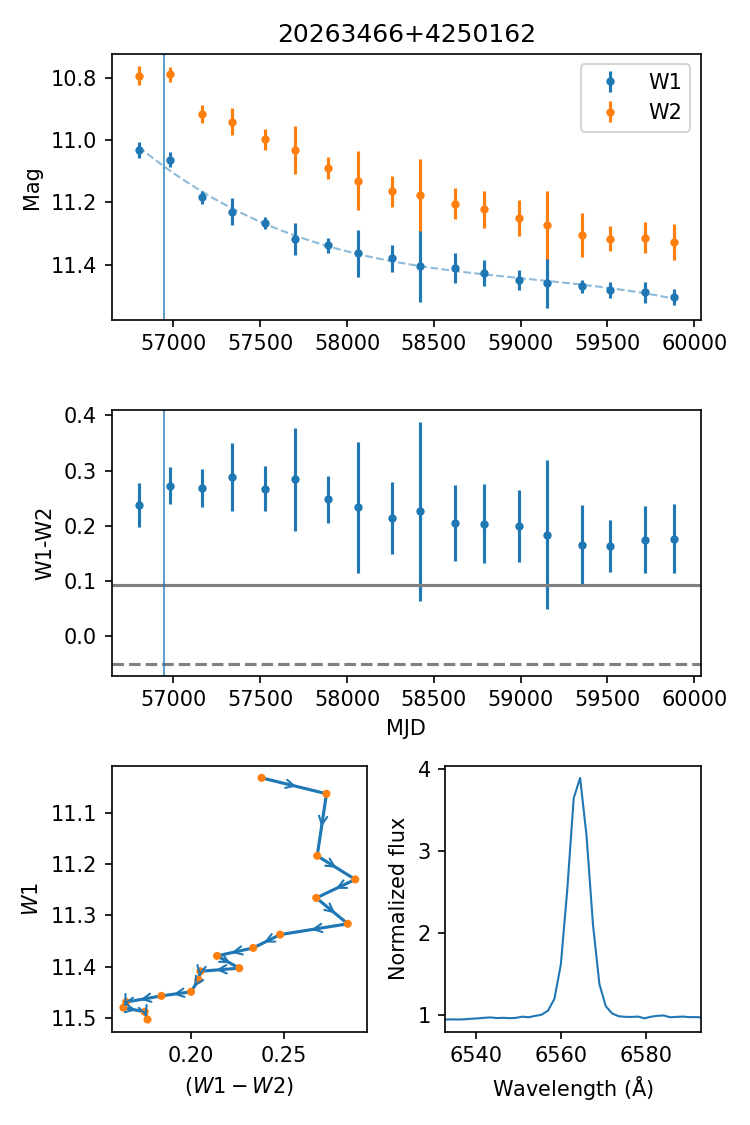 20263466+4250162
Mag
10.8
11.0
11.2
11.4
W1
W2
57000 57500 58000 58500 59000 59500 60000
W1-W2
0.4
0.3
0.2
0.1
0.0
57000 57500 58000 58500 59000 59500 60000
MJD
W1
11.1
11.2
11.3
11.4
11.5
0.20 0.25
(W1 − W2)
Normalized flux
4
3
2
1
6540 6560 6580
Wavelength (Å)